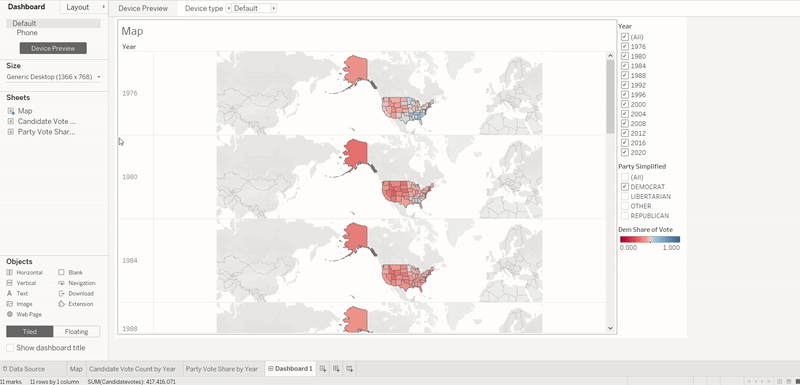 Dashboard
Layout
Device Preview
Device type
Default
Default
Phone
Device Preview
Size
Generic Desktop (1366 x 768)
Sheets
Map
Candidate Vote ...
Party Vote Shar...
Objects
Horizontal
Blank
Vertical
Navigation
Text
Download
Image
Extension
Web Page
Tiled
Floating
Show dashboard title
Map
Year
1976
1980
1984
1988
Year
(All)
1976
1980
1984
1988
1992
1996
2000
2004
2008
2012
2016
2020
Party Simplified
(All)
DEMOCRAT
LIBERTARIAN
OTHER
REPUBLICAN
Dem Share of Vote
0.000
1.000
Data Source
Map
Candidate Vote Count by Year
Party Vote Share by Year
Dashboard 1
11 marks
11 rows by 1 column
SUM(Candidatevotes): 417,416,071